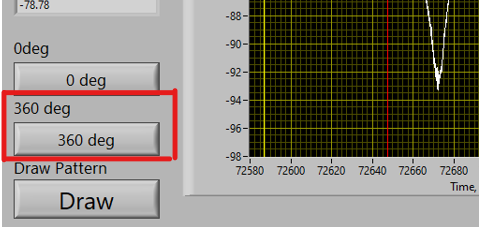 -78.78
0deg
0 deg
360 deg
360 deg
Draw Pattern
Draw
-88
-90
-92
-94
-96
-98
72580 72600 72620 72640 72660 72680
Time,